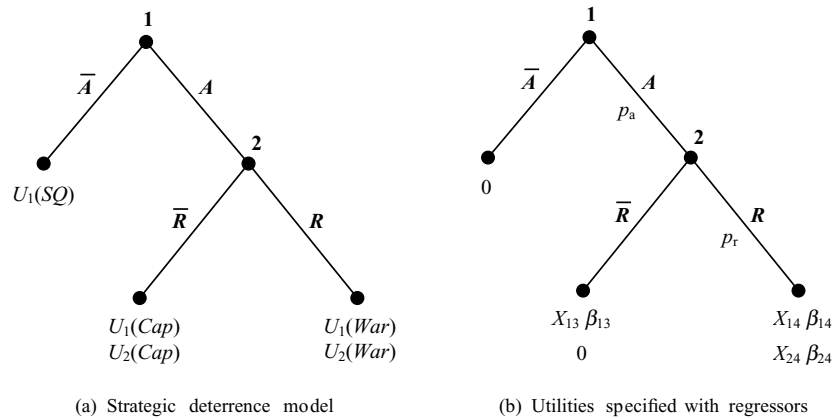 1
A̅ A
2
U₁(SQ)
R̅ R
U₁(Cap) U₁(War)
U₂(Cap) U₂(War)
(a) Strategic deterrence model
1
A̅ A
pₐ
2
0
R̅ R
pᵣ
X₁₃ β₁₃ X₁₄ β₁₄
0 X₂₄ β₂₄
(b) Utilities specified with regressors